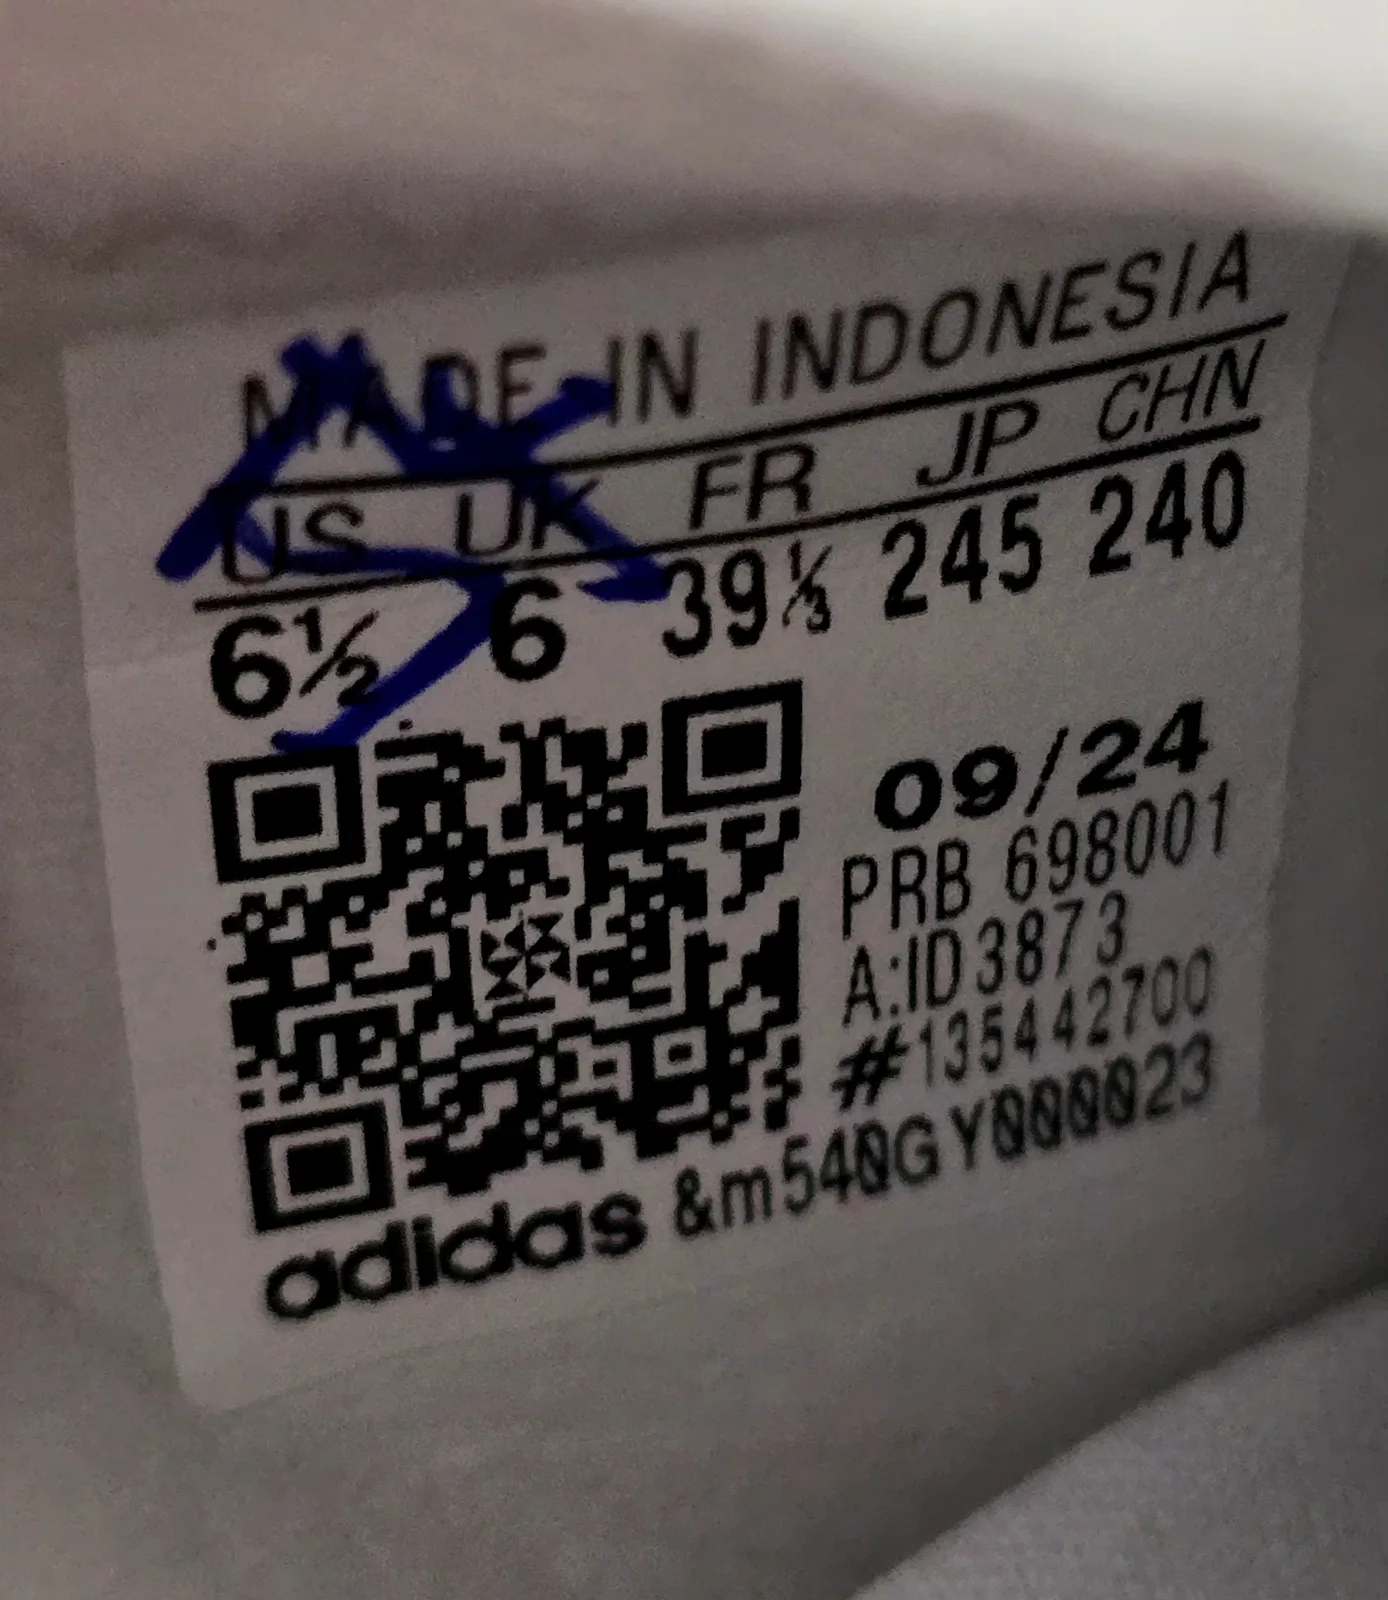 MADE IN INDONESIA
US UK FR JP CHN
6½ 6 39⅓ 245 240
09/24
PRB 698001
A:ID3873
#135442700
adidas &m540GY000023